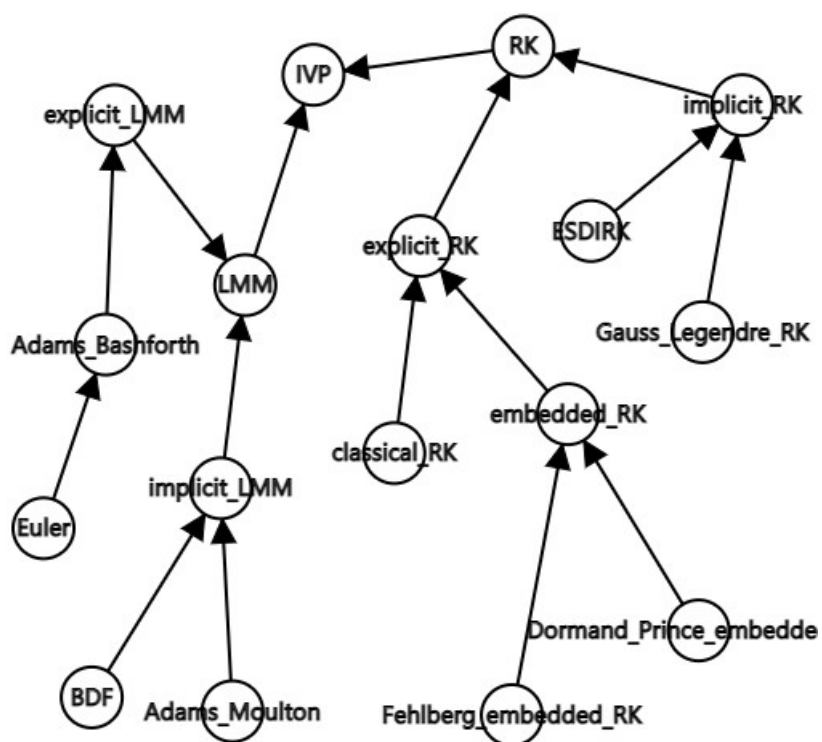 RK
IVP
implicit_RK
explicit_LMM
ESDIRK
explicit_RK
LMM
Gauss_Legendre_RK
Adams_Bashforth
embedded_RK
classical_RK
implicit_LMM
Euler
Dormand_Prince_embedde
BDF
Adams_Moulton
Fehlberg_embedded_RK